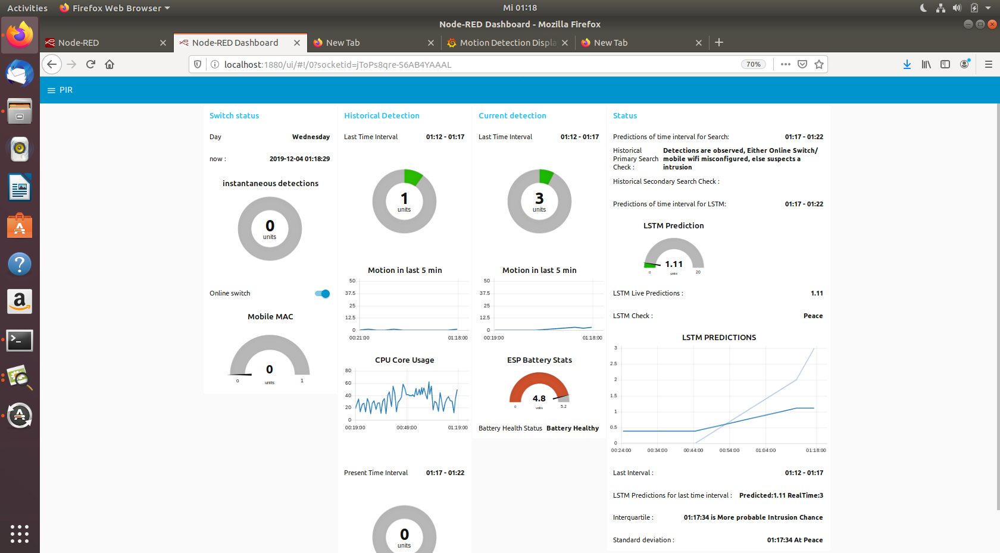 Activities
Firefox Web Browser
Mi 01:18
Node-RED Dashboard - Mozilla Firefox
Node-RED
Node-RED Dashboard
New Tab
Motion Detection Displa
New Tab
localhost:1880/ui/#!/0?socketid=jToPs8qre-S6AB4YAAAL
70%
PIR
Switch status
Day Wednesday
now : 2019-12-04 01:18:29
instantaneous detections
0
units
Online switch
Mobile MAC
0
units
0 1
Historical Detection
Last Time Interval 01:12 - 01:17
1
units
Motion in last 5 min
50
37.5
25
12.5
0
00:21:00 01:18:00
CPU Core Usage
80
60
40
20
0
00:19:00 00:49:00 01:19:00
Present Time Interval 01:17 - 01:22
0
units
Current detection
Last Time Interval 01:12 - 01:17
3
units
Motion in last 5 min
50
37.5
25
12.5
0
00:19:00 01:18:00
ESP Battery Stats
4.8
volts
0 5.2
Battery Health Status Battery Healthy
Status
Predictions of time interval for Search: 01:17 - 01:22
Historical Primary Search Check : Detections are observed, Either Online Switch/ mobile wifi misconfigured, else suspects a intrusion
Historical Secondary Search Check :
Predictions of time interval for LSTM: 01:17 - 01:22
LSTM Prediction
1.11
units
0 20
LSTM Live Predictions : 1.11
LSTM Check : Peace
LSTM PREDICTIONS
3
2.5
2
1.5
1
0.5
0
00:24:00 00:34:00 00:44:00 00:54:00 01:04:00 01:18:00
Last Interval : 01:12 - 01:17
LSTM Predictions for last time interval : Predicted:1.11 RealTime:3
Interquartile : 01:17:34 is More probable Intrusion Chance
Standard deviation : 01:17:34 At Peace